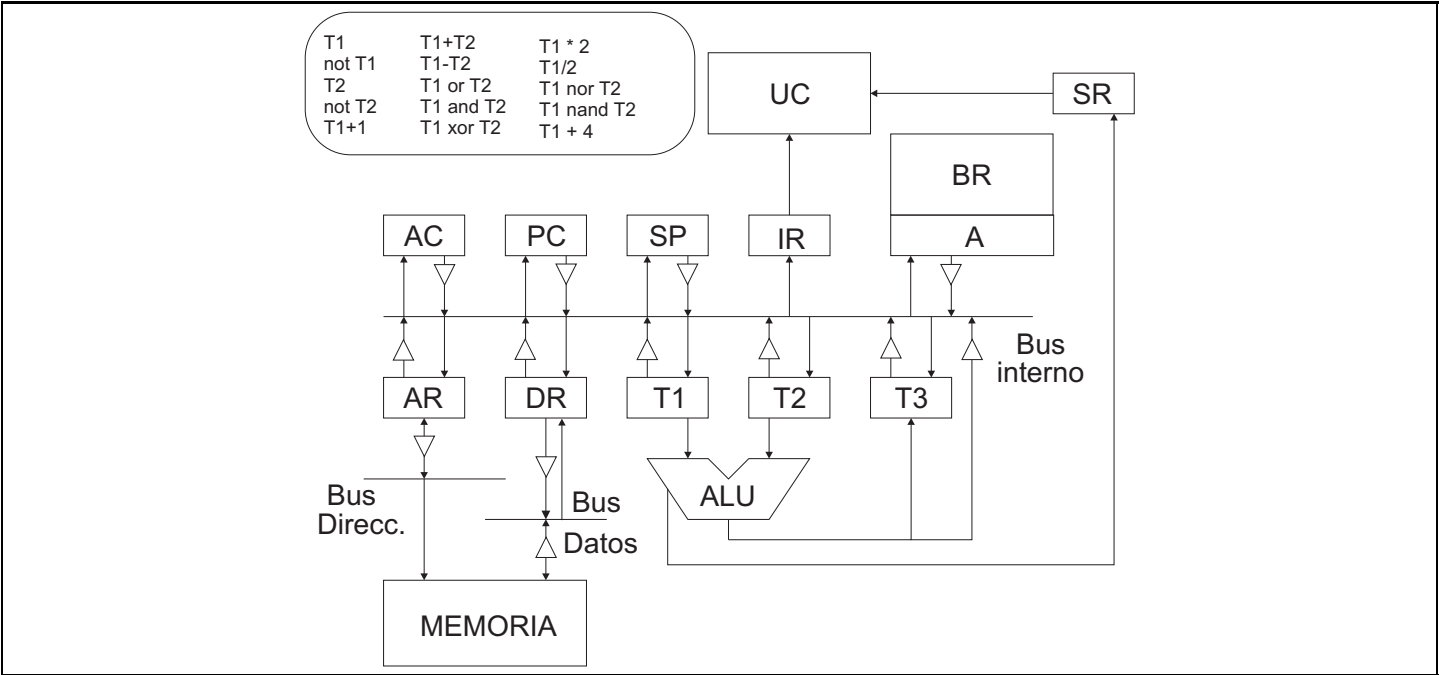 T1 T1+T2 T1 * 2
not T1 T1-T2 T1/2
T2 T1 or T2 T1 nor T2
not T2 T1 and T2 T1 nand T2
T1+1 T1 xor T2 T1 + 4
UC
SR
BR
AC
PC
SP
IR
A
Bus
interno
AR
DR
T1
T2
T3
ALU
Bus
Direcc.
Bus
Datos
MEMORIA